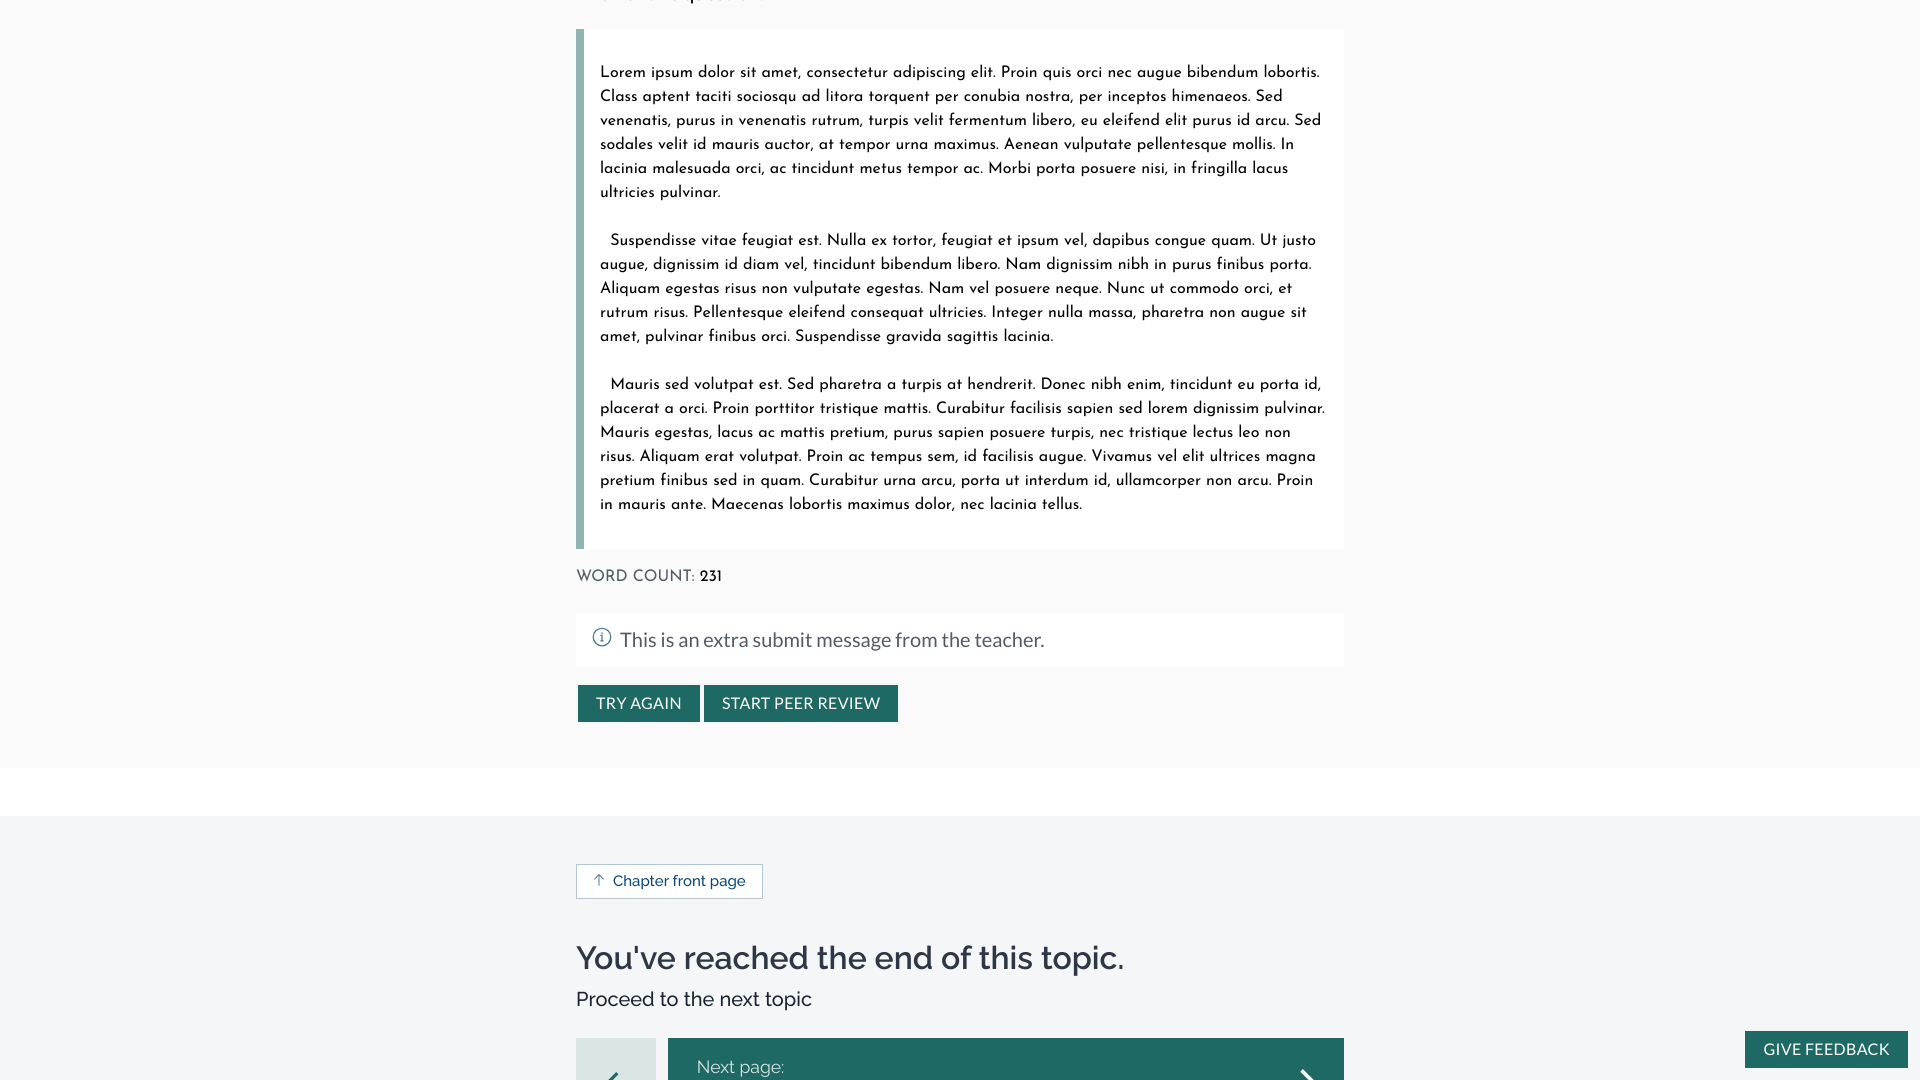 Lorem ipsum dolor sit amet, consectetur adipiscing elit. Proin quis orci nec augue bibendum lobortis.
Class aptent taciti sociosqu ad litora torquent per conubia nostra, per inceptos himenaeos. Sed
venenatis, purus in venenatis rutrum, turpis velit fermentum libero, eu eleifend elit purus id arcu. Sed
sodales velit id mauris auctor, at tempor urna maximus. Aenean vulputate pellentesque mollis. In
lacinia malesuada orci, ac tincidunt metus tempor ac. Morbi porta posuere nisi, in fringilla lacus
ultricies pulvinar.
Suspendisse vitae feugiat est. Nulla ex tortor, feugiat et ipsum vel, dapibus congue quam. Ut justo
augue, dignissim id diam vel, tincidunt bibendum libero. Nam dignissim nibh in purus finibus porta.
Aliquam egestas risus non vulputate egestas. Nam vel posuere neque. Nunc ut commodo orci, et
rutrum risus. Pellentesque eleifend consequat ultricies. Integer nulla massa, pharetra non augue sit
amet, pulvinar finibus orci. Suspendisse gravida sagittis lacinia.
Mauris sed volutpat est. Sed pharetra a turpis at hendrerit. Donec nibh enim, tincidunt eu porta id,
placerat a orci. Proin porttitor tristique mattis. Curabitur facilisis sapien sed lorem dignissim pulvinar.
Mauris egestas, lacus ac mattis pretium, purus sapien posuere turpis, nec tristique lectus leo non
risus. Aliquam erat volutpat. Proin ac tempus sem, id facilisis augue. Vivamus vel elit ultrices magna
pretium finibus sed in quam. Curabitur urna arcu, porta ut interdum id, ullamcorper non arcu. Proin
in mauris ante. Maecenas lobortis maximus dolor, nec lacinia tellus.
WORD COUNT: 231
This is an extra submit message from the teacher.
TRY AGAIN START PEER REVIEW
Chapter front page
You've reached the end of this topic.
Proceed to the next topic
GIVE FEEDBACK
Next page: